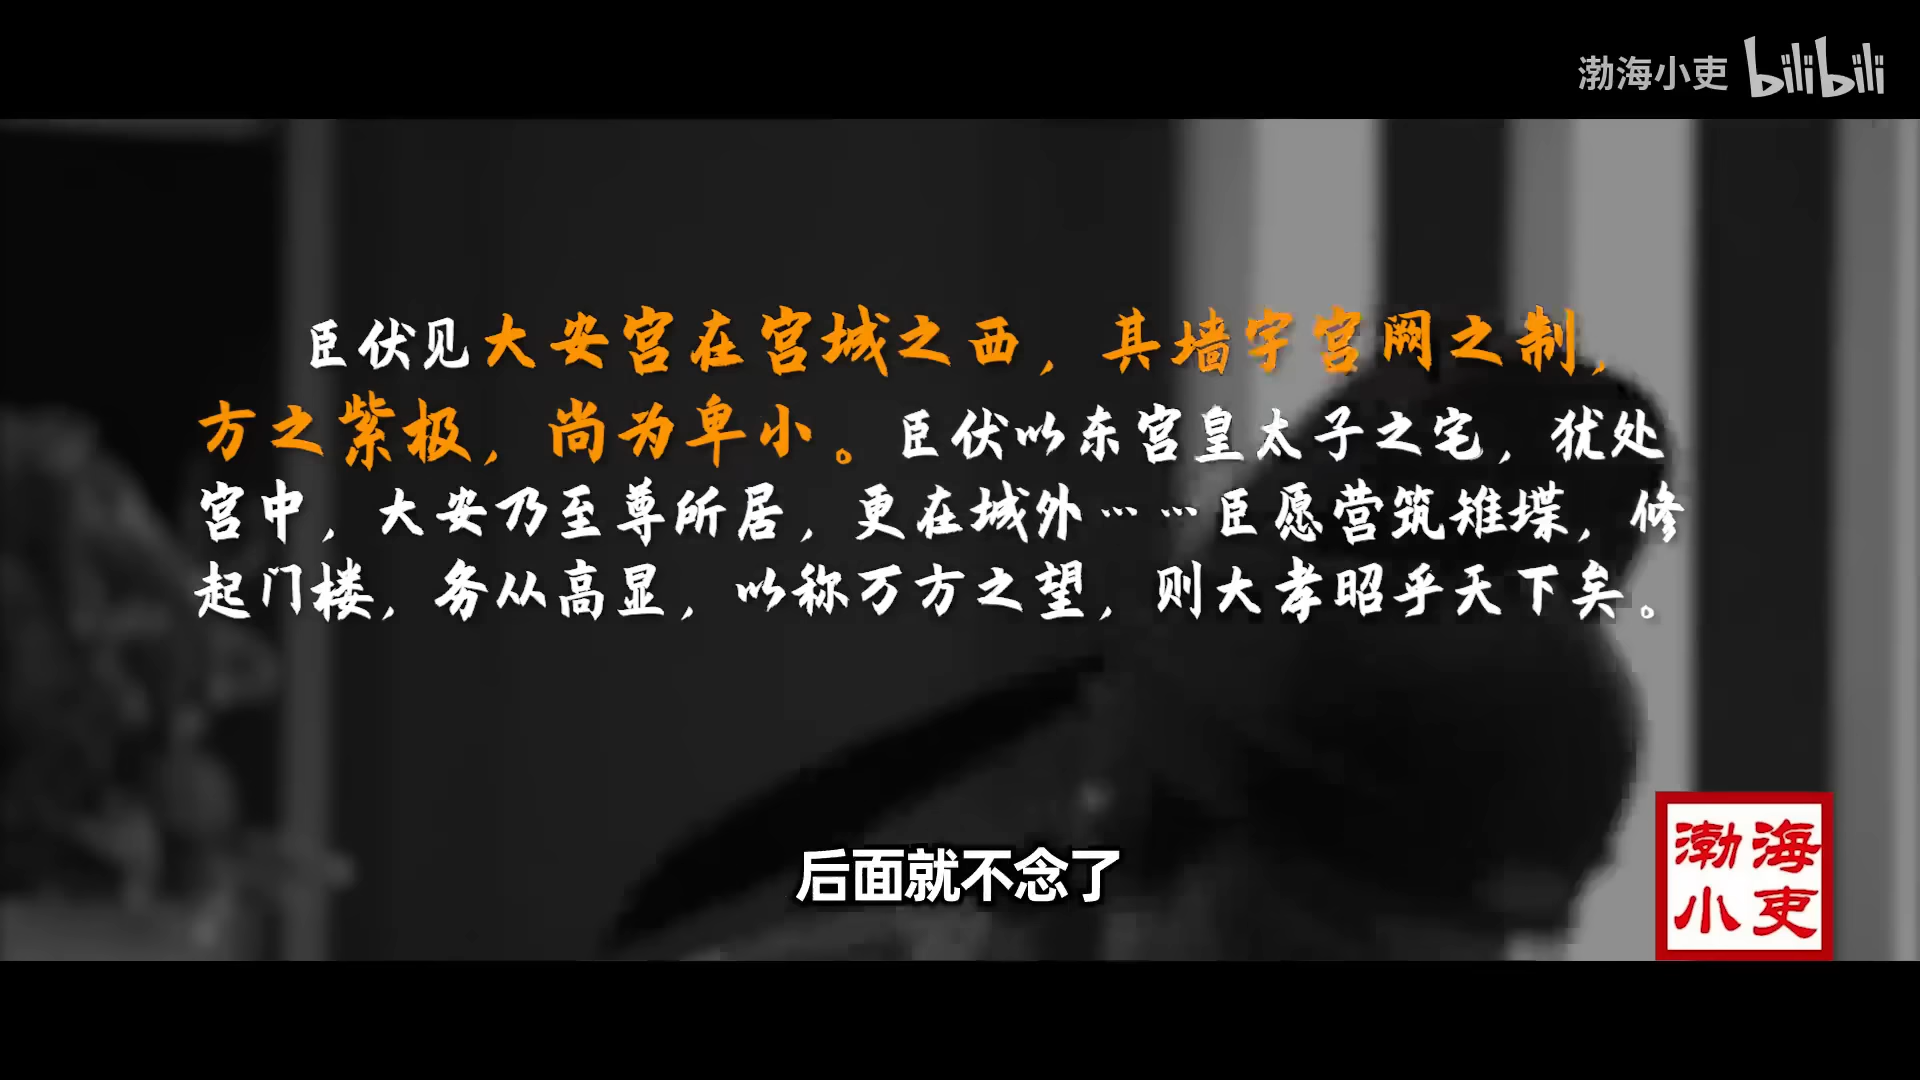 渤海小吏 bilibili
臣伏见大安宫在宫城之西，其墙宇宫阙之制，
方之紫极，尚为卑小。臣伏以东宫皇太子之宅，犹处
宫中，大安乃至尊所居，更在城外……臣愿营筑雉堞，修
起门楼，务从高显，以称万方之望，则大孝昭乎天下矣。
后面就不念了
渤海
小吏